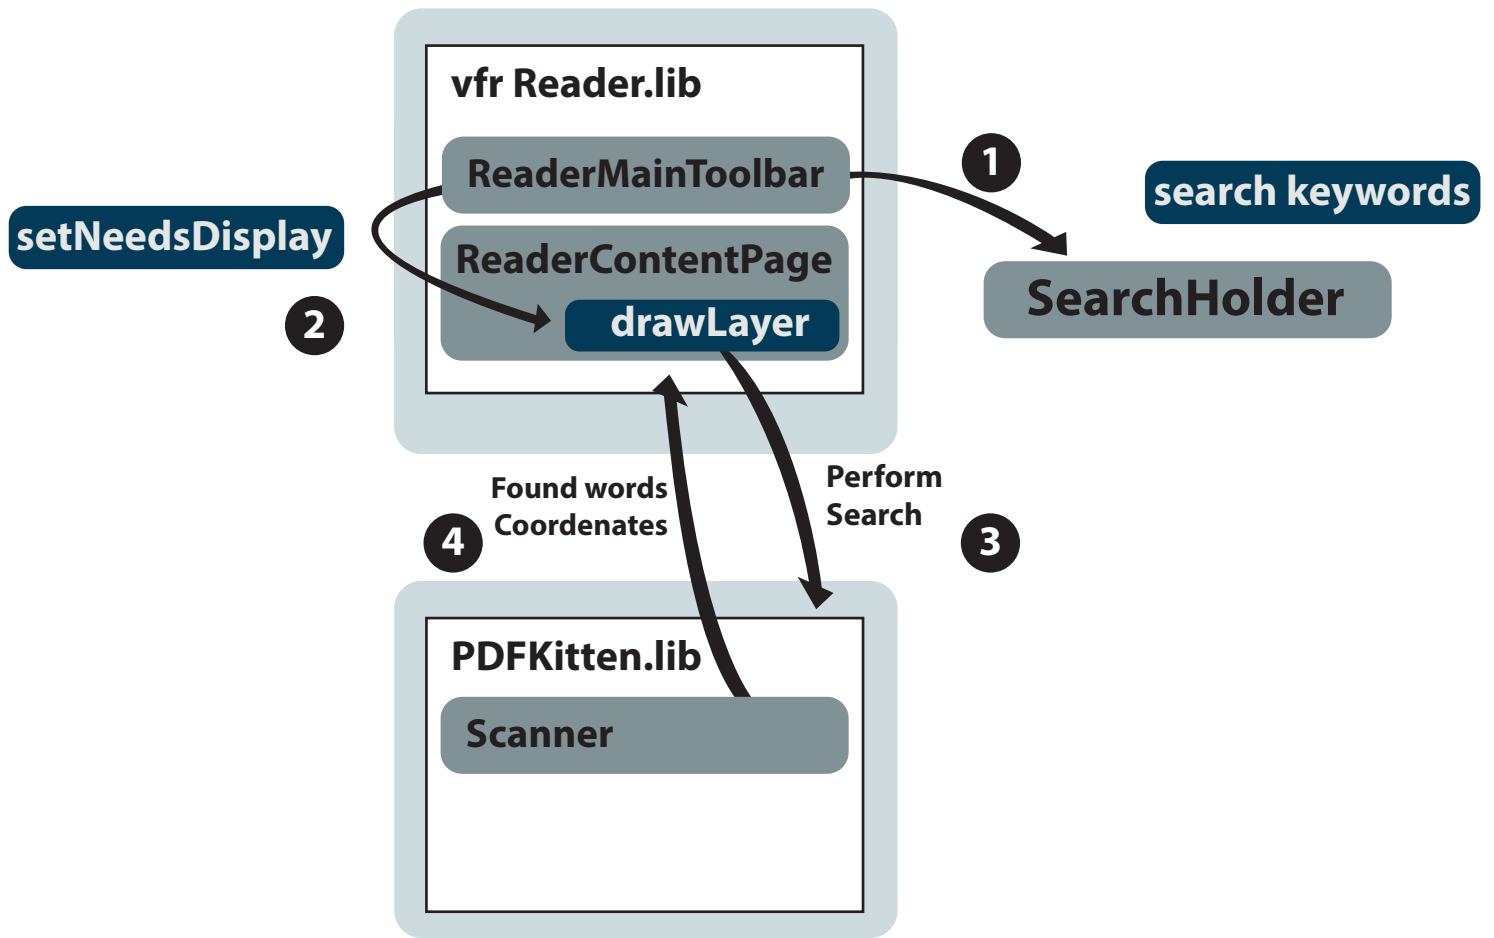 vfr Reader.lib
ReaderMainToolbar
1
search keywords
setNeedsDisplay
ReaderContentPage
SearchHolder
2
drawLayer
Found words
Coordenates
Perform
Search
4
3
PDFKitten.lib
Scanner